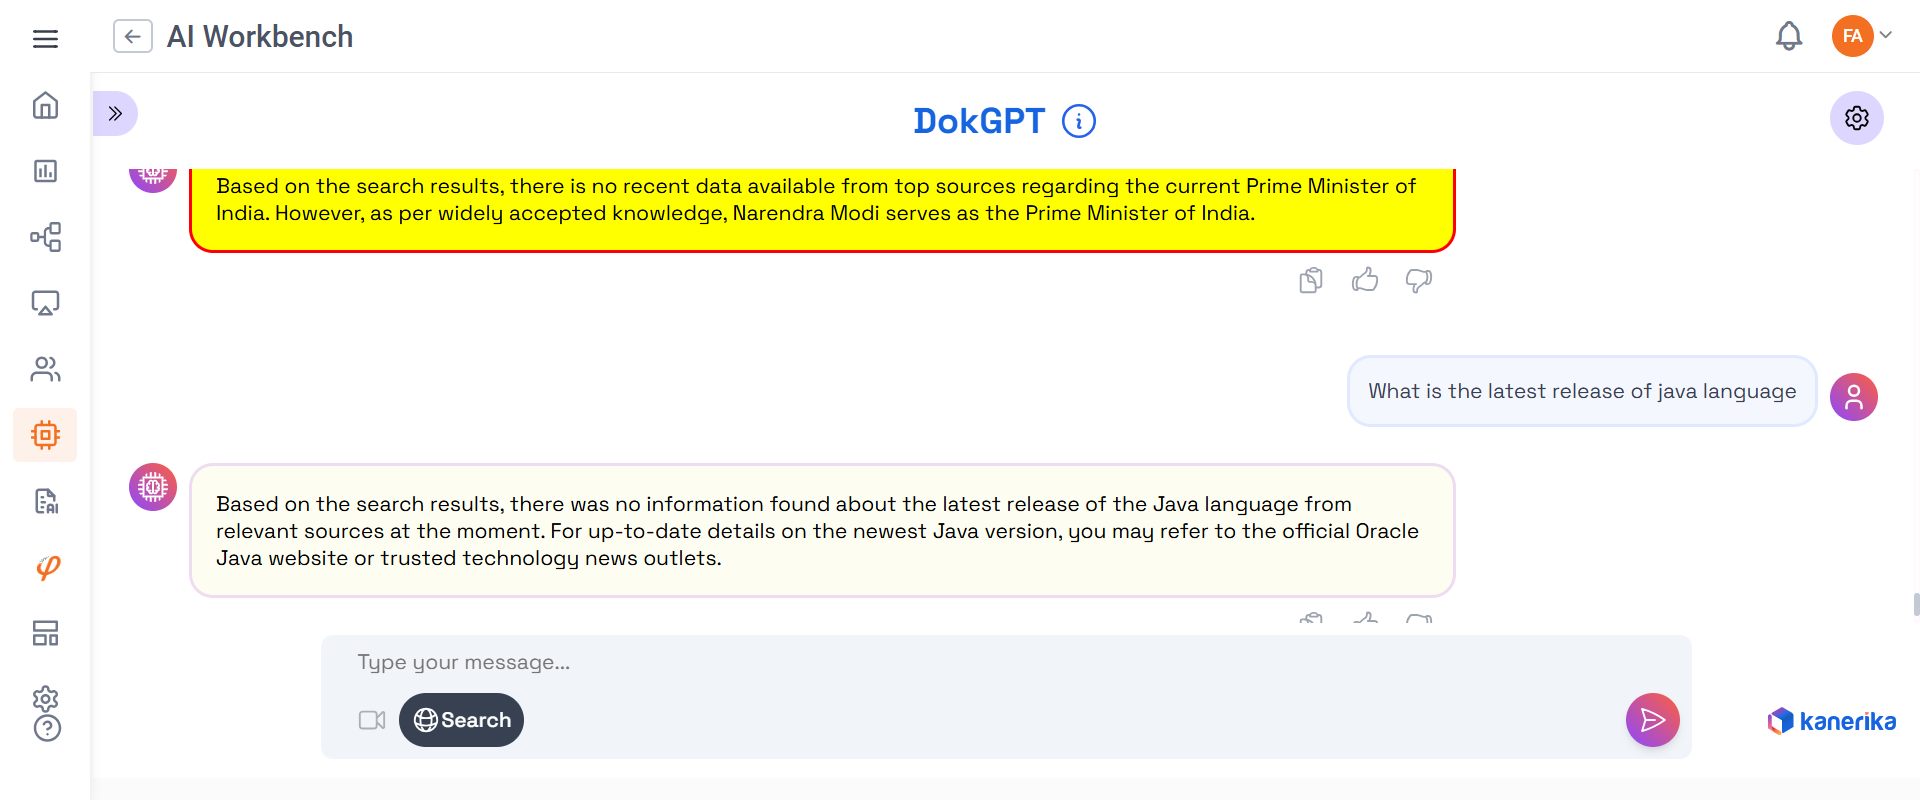 AI Workbench
FA
DokGPT
Based on the search results, there is no recent data available from top sources regarding the current Prime Minister of
India. However, as per widely accepted knowledge, Narendra Modi serves as the Prime Minister of India.
What is the latest release of java language
Based on the search results, there was no information found about the latest release of the Java language from
relevant sources at the moment. For up-to-date details on the newest Java version, you may refer to the official Oracle
Java website or trusted technology news outlets.
Type your message...
Search
kanerika
AI